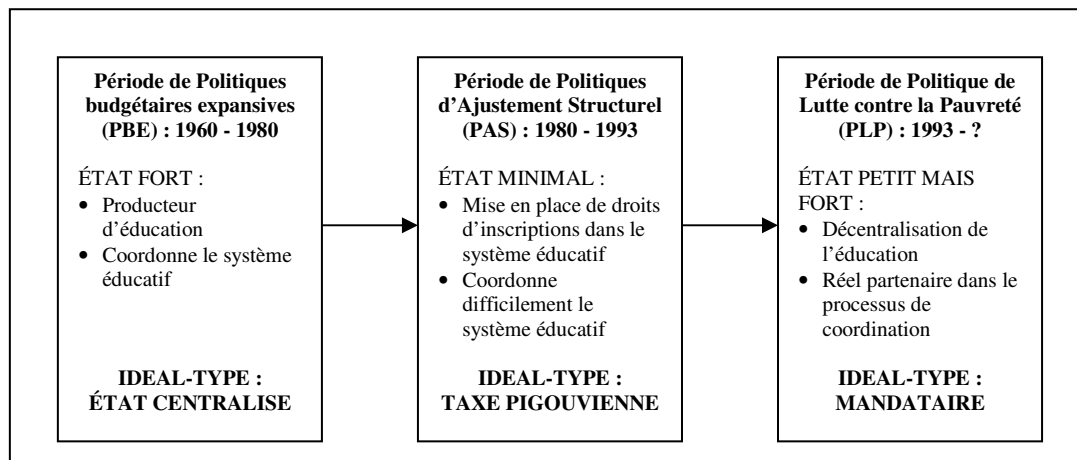 Période de Politiques
budgétaires expansives
(PBE) : 1960 - 1980
ÉTAT FORT :
• Producteur
d’éducation
• Coordonne le système
éducatif
IDEAL-TYPE :
ÉTAT CENTRALISE
Période de Politiques
d’Ajustement Structurel
(PAS) : 1980 - 1993
ÉTAT MINIMAL :
• Mise en place de droits
d’inscriptions dans le
système éducatif
• Coordonne
difficilement le
système éducatif
IDEAL-TYPE :
TAXE PIGOUVIENNE
Période de Politique de
Lutte contre la Pauvreté
(PLP) : 1993 - ?
ÉTAT PETIT MAIS
FORT :
• Décentralisation de
l’éducation
• Réel partenaire dans le
processus de
coordination
IDEAL-TYPE :
MANDATAIRE